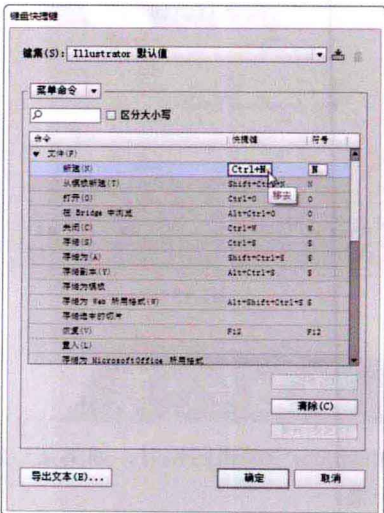 键盘快捷键
键集(S): Illustrator 默认值
菜单命令
区分大小写
命令 快捷键 符号
文件(F)
新建(N) Ctrl+N N
从模板新建(T) Shift+Ctrl+N N
移去
打开(O) Ctrl+O O
在 Bridge 中浏览 Alt+Ctrl+O O
关闭(C) Ctrl+W W
存储(S) Ctrl+S S
存储为(A) Shift+Ctrl+S S
存储副本(Y) Alt+Ctrl+S S
存储为模板
存储为 Web 所用格式(W) Alt+Shift+Ctrl+S S
存储选中的切片
恢复(V) F12 F12
置入(L)
存储为 MicrosoftOffice 所用格式
清除(C)
导出文本(E)... 确定 取消